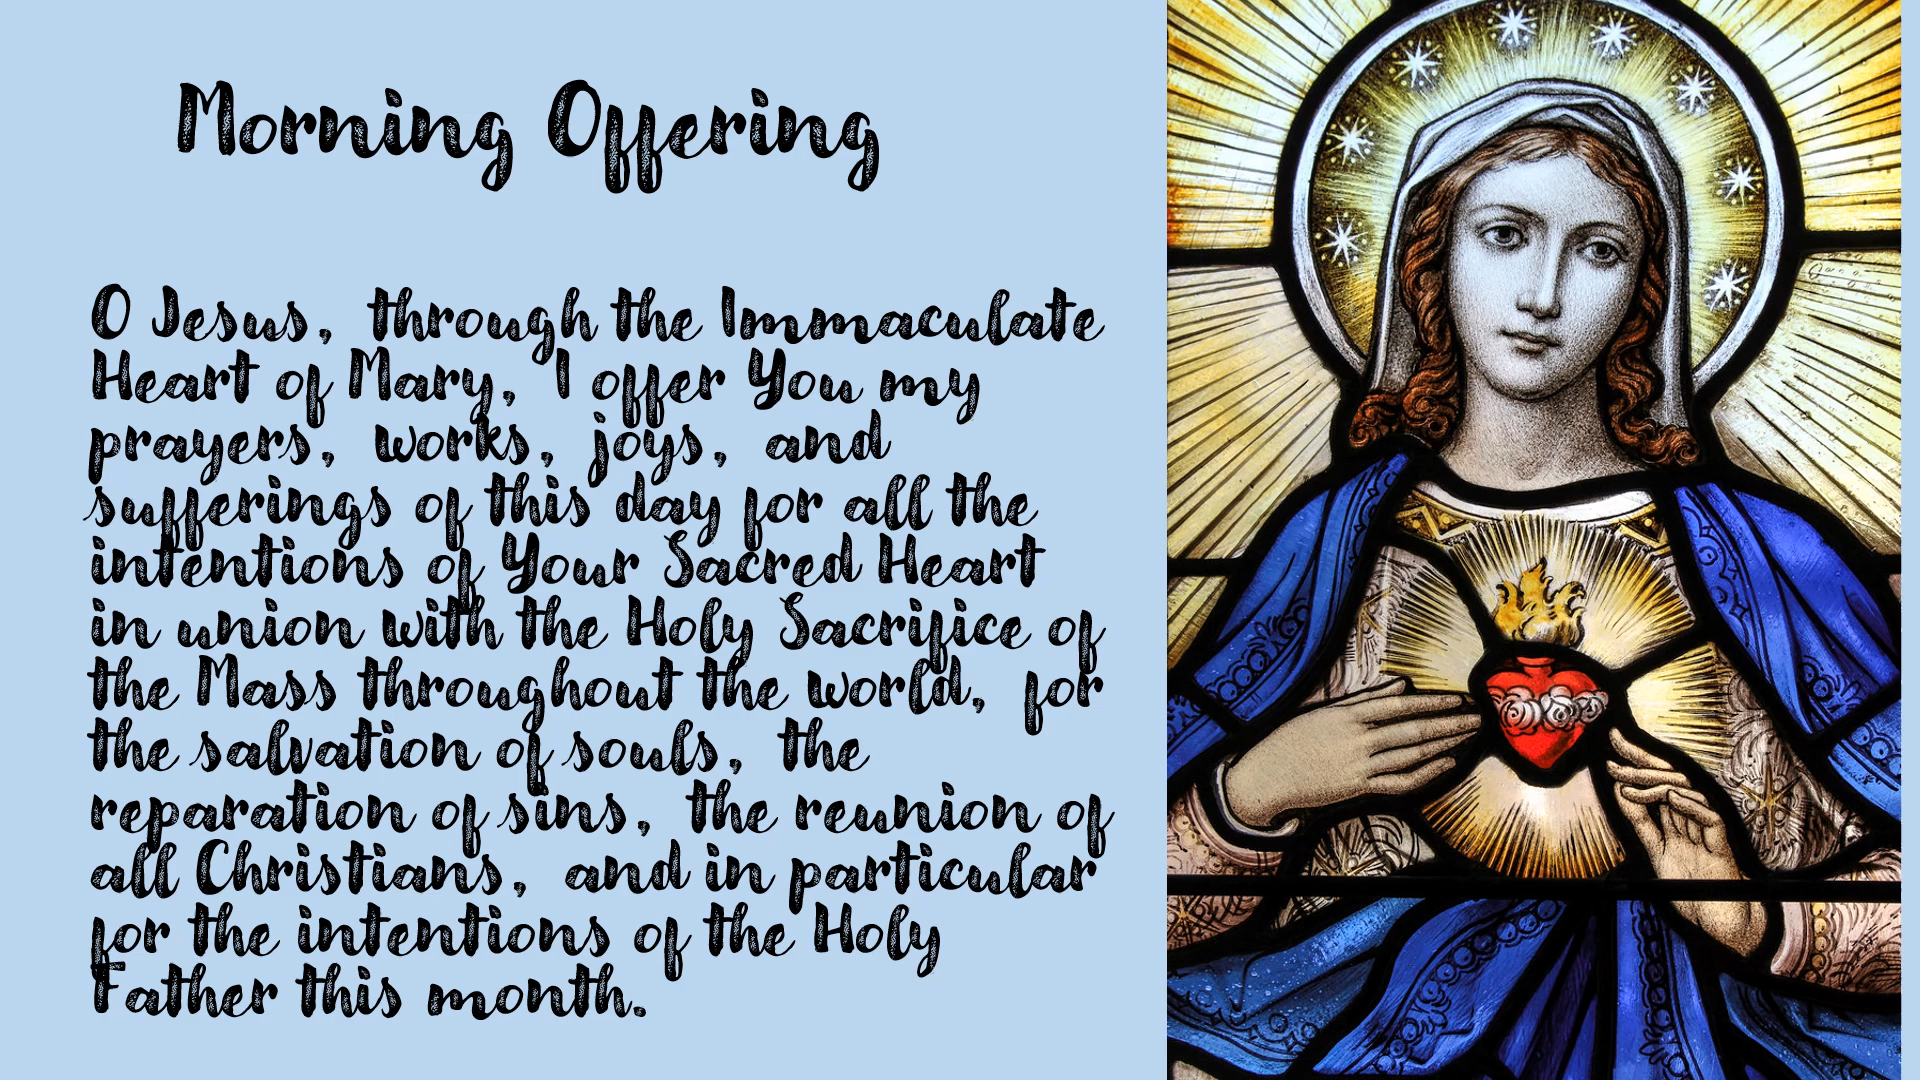 Morning Offering
O Jesus, through the Immaculate
Heart of Mary, I offer You my
prayers, works, joys, and
sufferings of this day for all the
intentions of Your Sacred Heart
in union with the Holy Sacrifice of
the Mass throughout the world, for
the salvation of souls, the
reparation of sins, the reunion of
all Christians, and in particular
for the intentions of the Holy
Father this month.